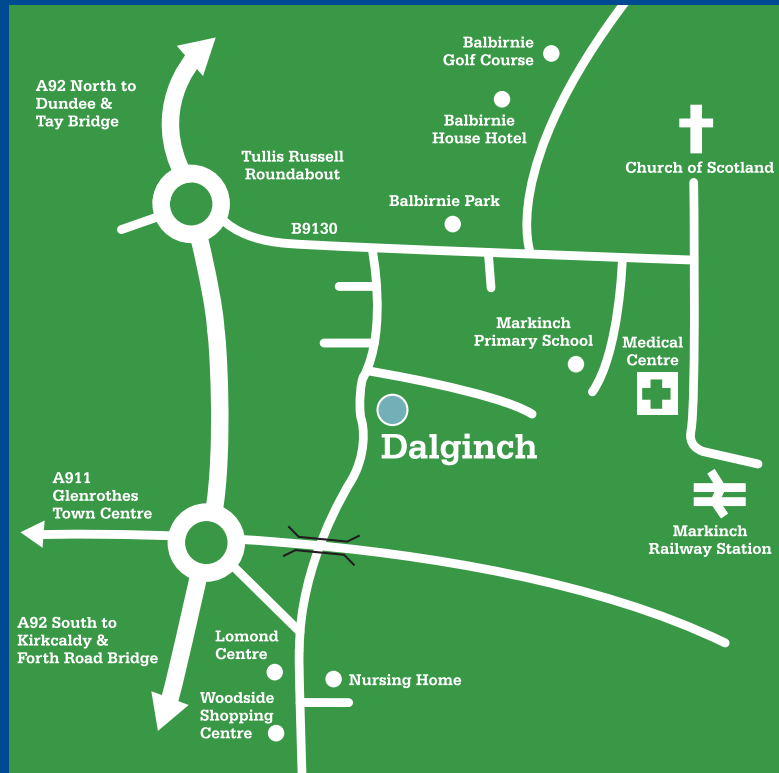 Balbirnie
Golf Course
A92 North to
Dundee &
Tay Bridge
Balbirnie
House Hotel
Tullis Russell
Roundabout
Church of Scotland
Balbirnie Park
B9130
Markinch
Primary School
Medical
Centre
Dalginch
A911
Glenrothes
Town Centre
Markinch
Railway Station
A92 South to
Kirkcaldy &
Forth Road Bridge
Lomond
Centre
Nursing Home
Woodside
Shopping
Centre